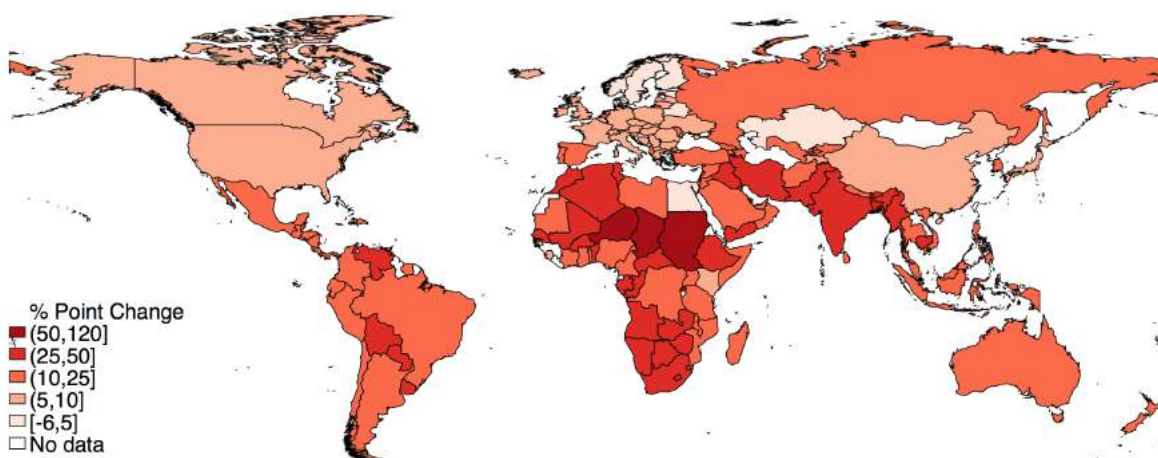 % Point Change
(50,120]
(25,50]
(10,25]
(5,10]
[-6,5]
No data